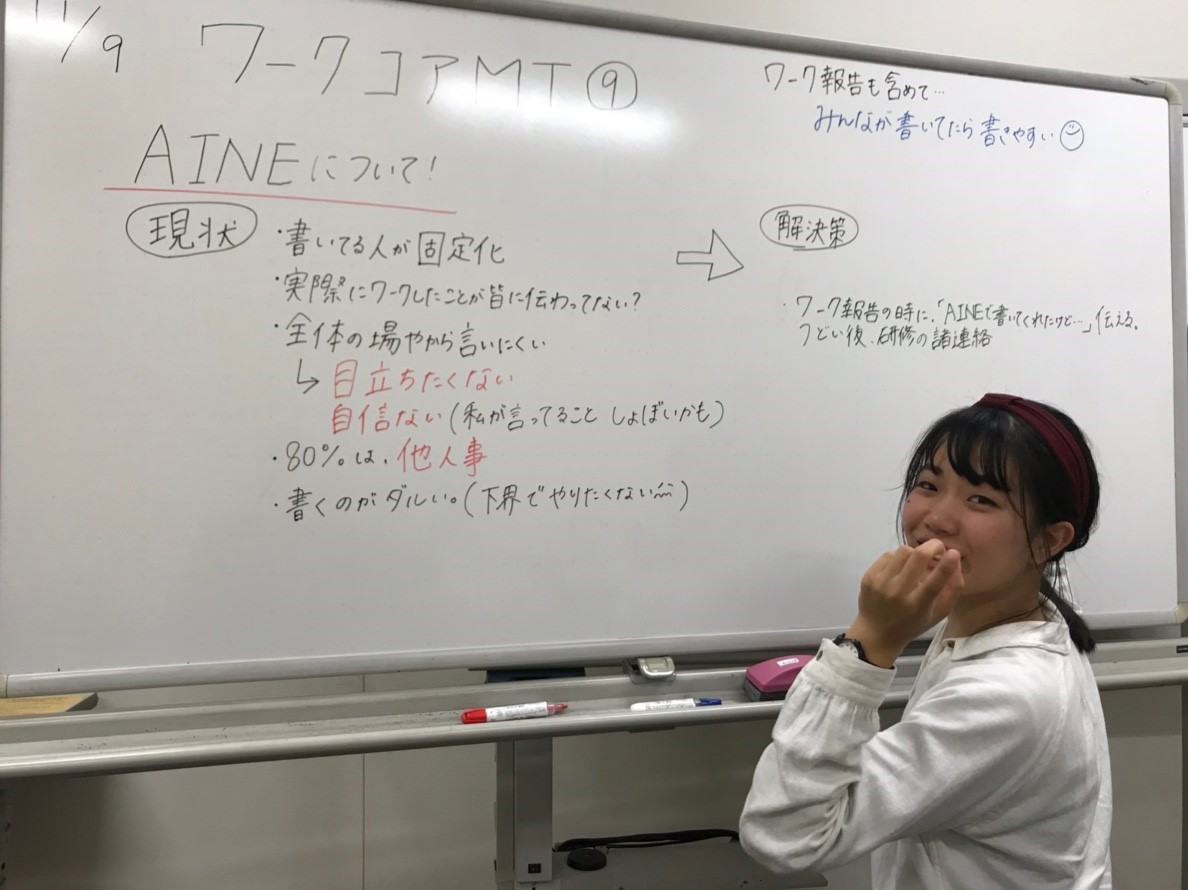 11/9 ワークコアMT⑨
AINEについて!
現状
・書いてる人が固定化
・実際にワークしたことが皆に伝わってない?
・全体の場やから言いにくい
↳目立ちたくない
自信ない(私が言ってること しょぼいかも)
・80%は、他人事
・書くのがダルい。(下界でやりたくない)
ワーク報告も含めて…
みんなが書いてたら書きやすい
解決策
・ワーク報告の時に、「AINEで書いてくれたけど…」伝える。
つどい後、研修の諸連絡